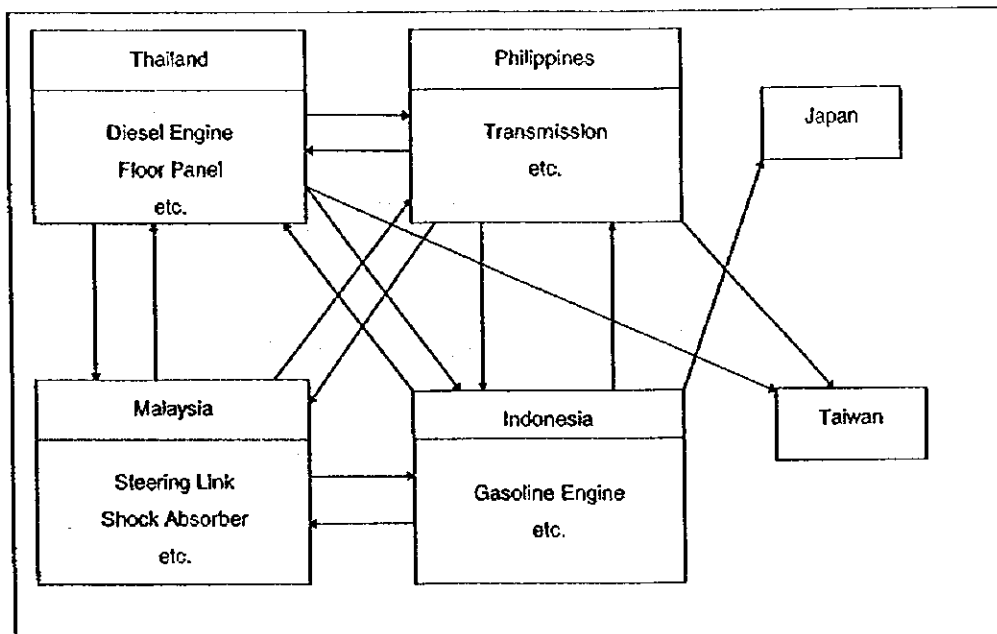 Thailand
Diesel Engine
Floor Panel
etc.
Philippines
Transmission
etc.
Japan
Malaysia
Steering Link
Shock Absorber
etc.
Indonesia
Gasoline Engine
etc.
Taiwan